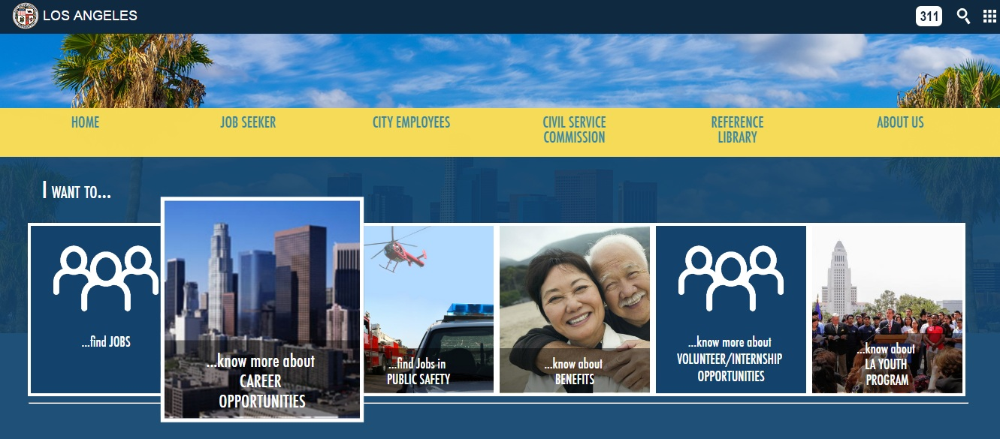 LOS ANGELES
311
HOME
JOB SEEKER
CITY EMPLOYEES
CIVIL SERVICE
COMMISSION
REFERENCE
LIBRARY
ABOUT US
I WANT TO...
...find JOBS
...know more about
CAREER
OPPORTUNITIES
...find Jobs in
PUBLIC SAFETY
...know about
BENEFITS
...know more about
VOLUNTEER/INTERNSHIP
OPPORTUNITIES
...know about
LA YOUTH
PROGRAM